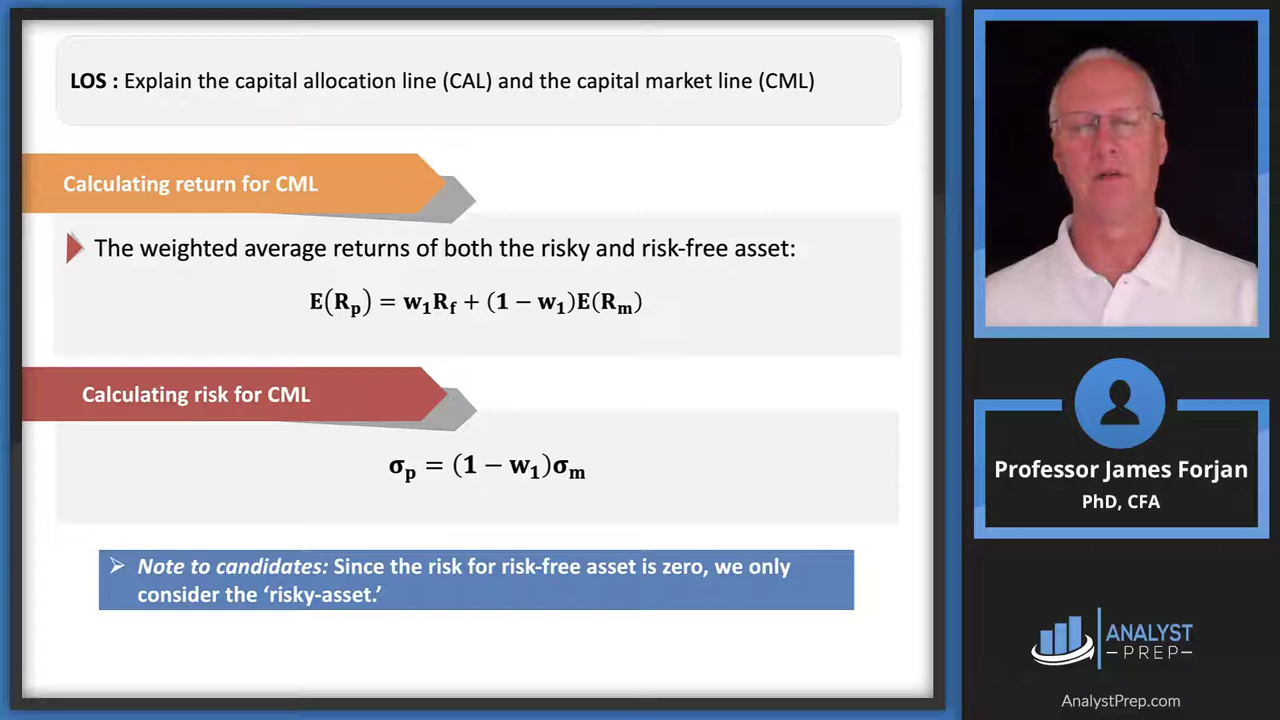 LOS : Explain the capital allocation line (CAL) and the capital market line (CML)
Calculating return for CML
The weighted average returns of both the risky and risk-free asset:
E(Rₚ) = w₁R_f + (1 − w₁)E(Rₘ)
Calculating risk for CML
σₚ = (1 − w₁)σₘ
Note to candidates: Since the risk for risk-free asset is zero, we only
consider the ‘risky-asset.’
Professor James Forjan
PhD, CFA
ANALYST
PREP
AnalystPrep.com